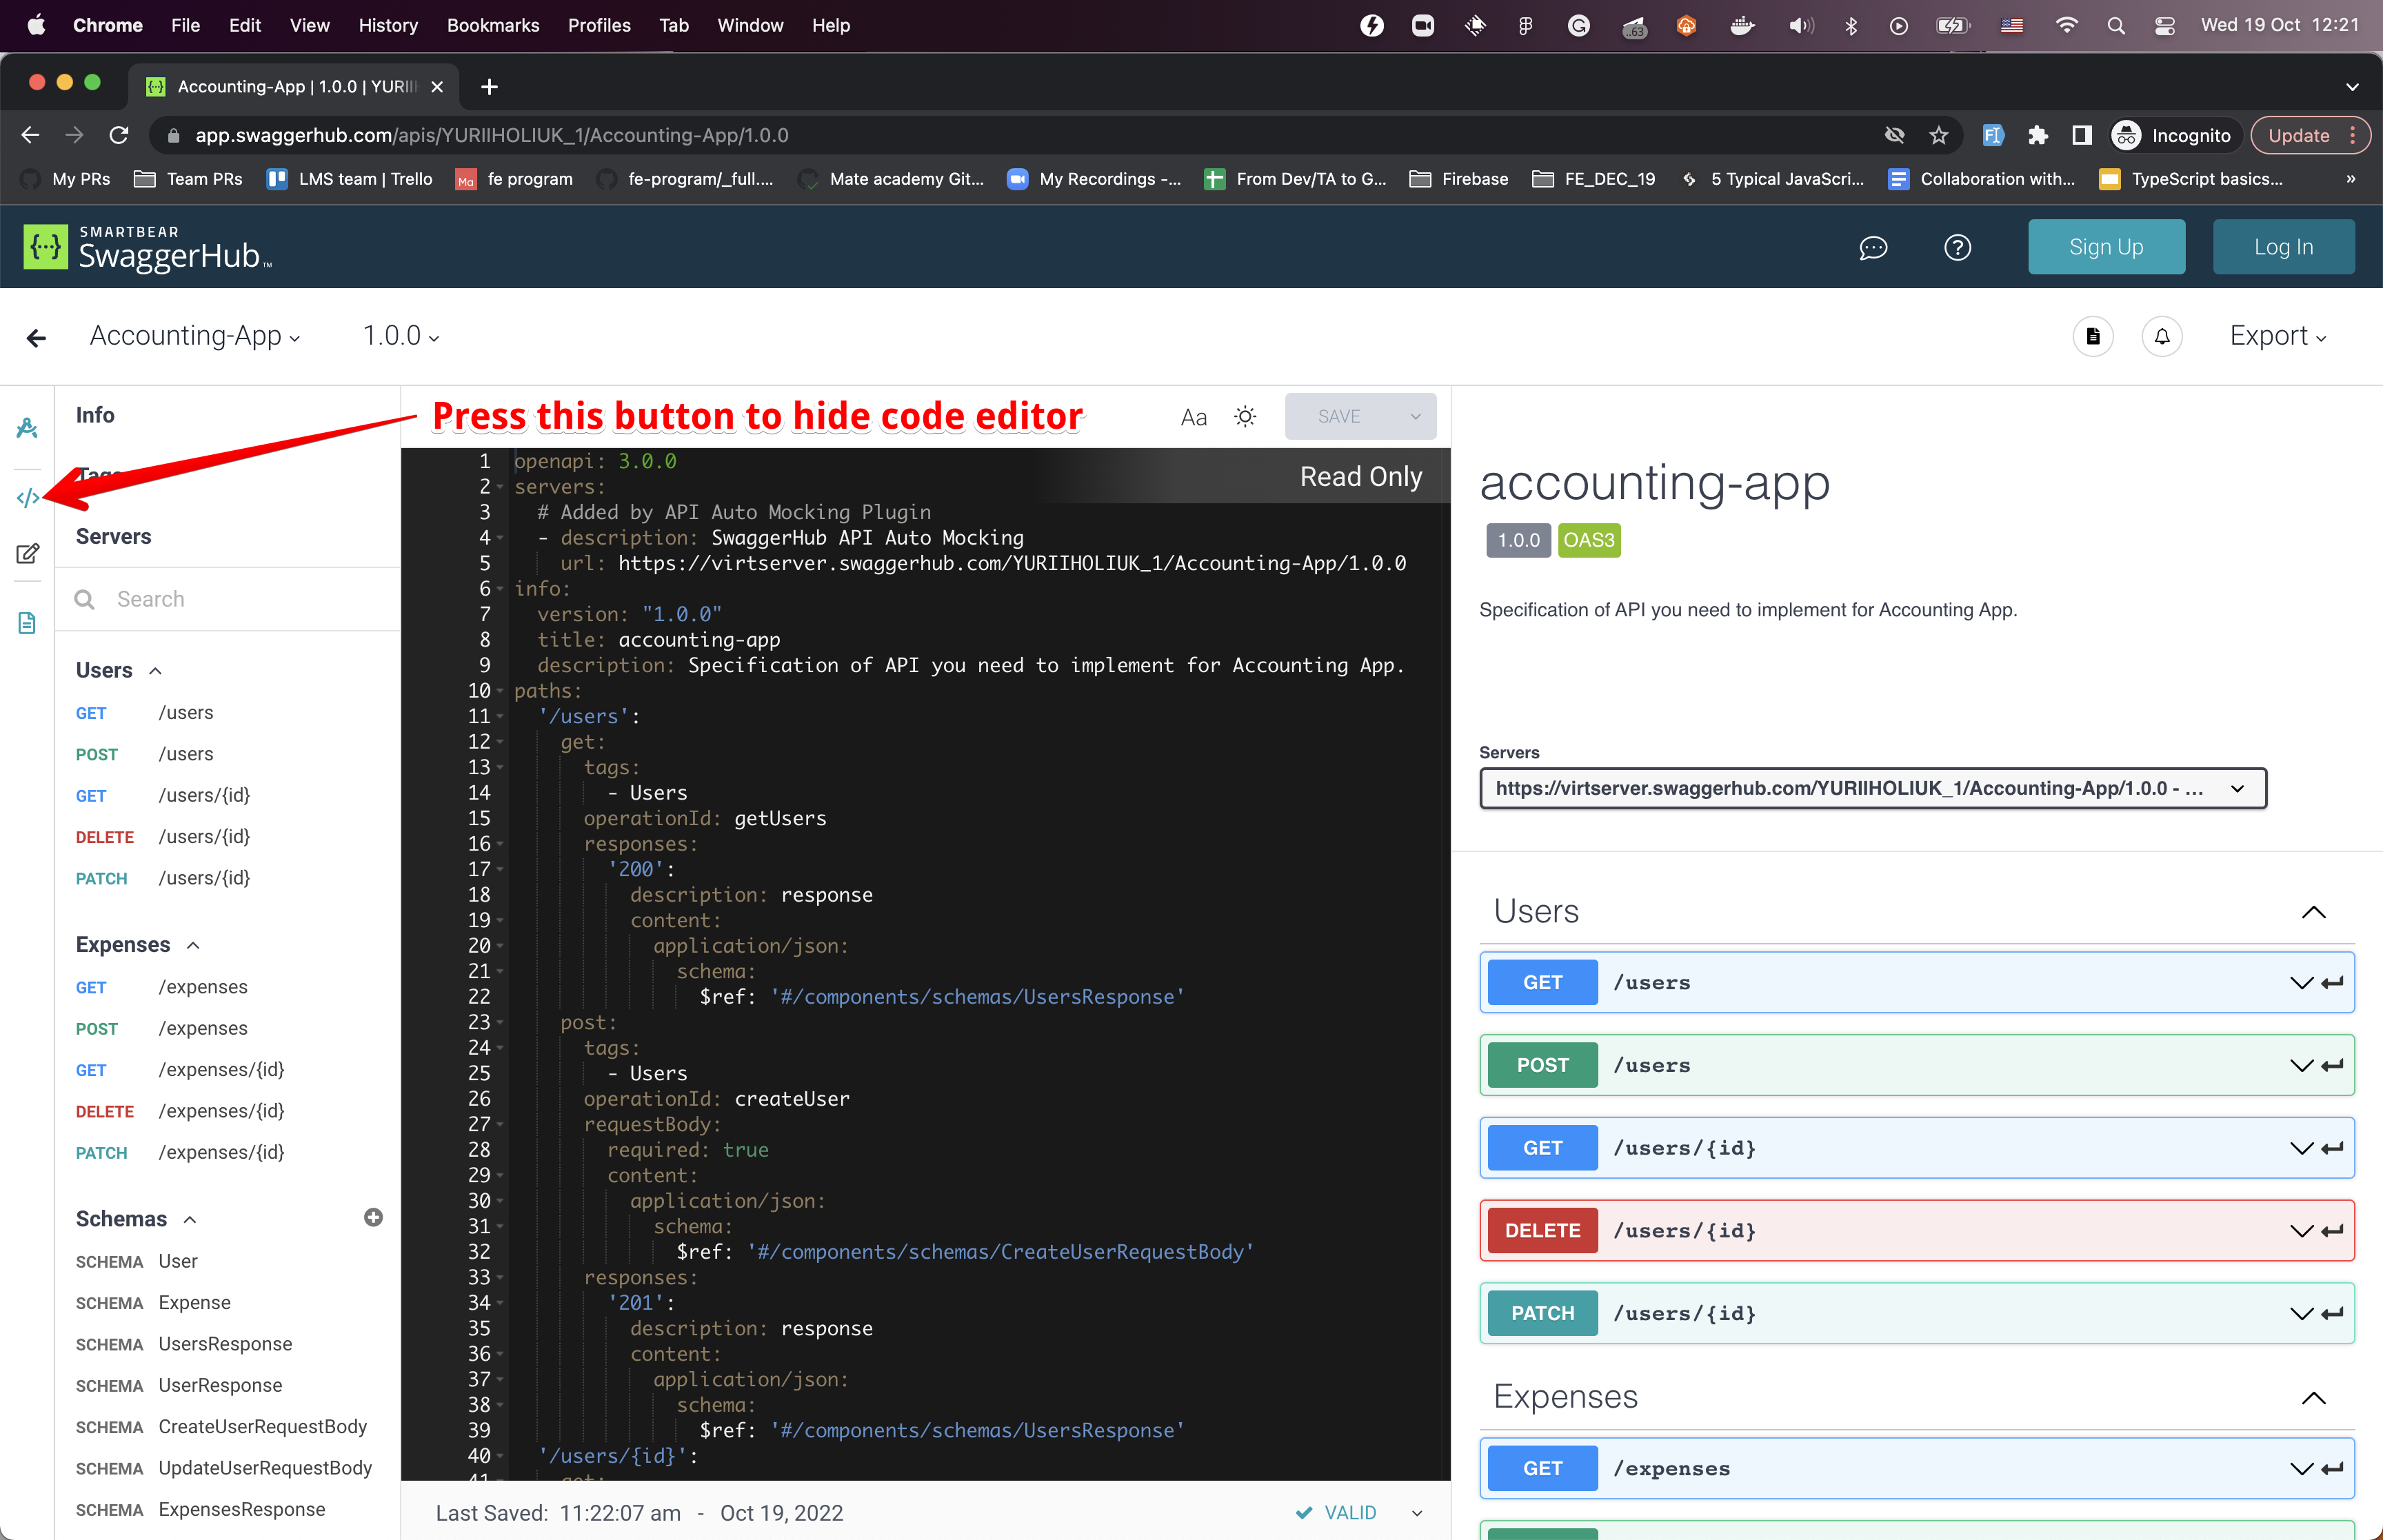 Chrome File Edit View History Bookmarks Profiles Tab Window Help
..63
Wed 19 Oct 12:21
Accounting-App | 1.0.0 | YURII
app.swaggerhub.com/apis/YURIIHOLIUK_1/Accounting-App/1.0.0
Incognito
Update
My PRs
Team PRs
LMS team | Trello
Ma fe program
fe-program/_full....
Mate academy Git...
My Recordings -...
From Dev/TA to G...
Firebase
FE_DEC_19
5 Typical JavaScri...
Collaboration with...
TypeScript basics...
»
{···} SMARTBEAR
SwaggerHub™
Sign Up
Log In
Accounting-App
1.0.0
Export
Press this button to hide code editor
Aa
SAVE
</>
Info
Tags
Servers
Search
Users
GET /users
POST /users
GET /users/{id}
DELETE /users/{id}
PATCH /users/{id}
Expenses
GET /expenses
POST /expenses
GET /expenses/{id}
DELETE /expenses/{id}
PATCH /expenses/{id}
Schemas
SCHEMA User
SCHEMA Expense
SCHEMA UsersResponse
SCHEMA UserResponse
SCHEMA CreateUserRequestBody
SCHEMA UpdateUserRequestBody
SCHEMA ExpensesResponse
Read Only
1 openapi: 3.0.0
2 servers:
3 # Added by API Auto Mocking Plugin
4 - description: SwaggerHub API Auto Mocking
5 url: https://virtserver.swaggerhub.com/YURIIHOLIUK_1/Accounting-App/1.0.0
6 info:
7 version: "1.0.0"
8 title: accounting-app
9 description: Specification of API you need to implement for Accounting App.
10 paths:
11 '/users':
12 get:
13 tags:
14 - Users
15 operationId: getUsers
16 responses:
17 '200':
18 description: response
19 content:
20 application/json:
21 schema:
22 $ref: '#/components/schemas/UsersResponse'
23 post:
24 tags:
25 - Users
26 operationId: createUser
27 requestBody:
28 required: true
29 content:
30 application/json:
31 schema:
32 $ref: '#/components/schemas/CreateUserRequestBody'
33 responses:
34 '201':
35 description: response
36 content:
37 application/json:
38 schema:
39 $ref: '#/components/schemas/UsersResponse'
40 '/users/{id}':
41 get:
Last Saved: 11:22:07 am - Oct 19, 2022
VALID
accounting-app
1.0.0 OAS3
Specification of API you need to implement for Accounting App.
Servers
https://virtserver.swaggerhub.com/YURIIHOLIUK_1/Accounting-App/1.0.0 - ...
Users
GET /users
POST /users
GET /users/{id}
DELETE /users/{id}
PATCH /users/{id}
Expenses
GET /expenses